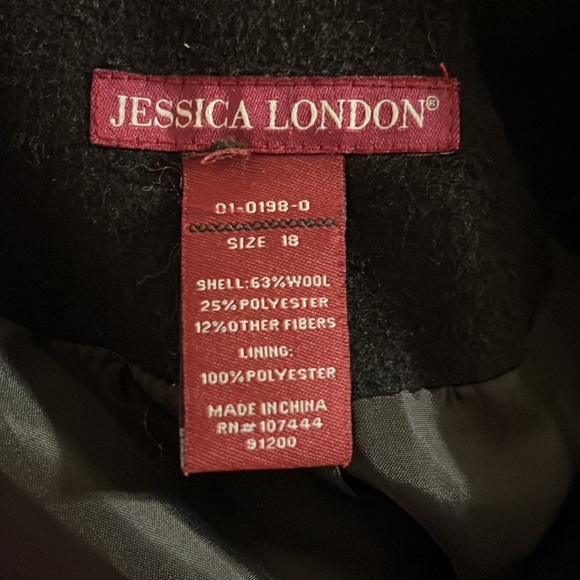 JESSICA LONDON®
01-0198-0
SIZE 18
SHELL: 63% WOOL
25% POLYESTER
12% OTHER FIBERS
LINING:
100% POLYESTER
MADE IN CHINA
RN# 107444
91200